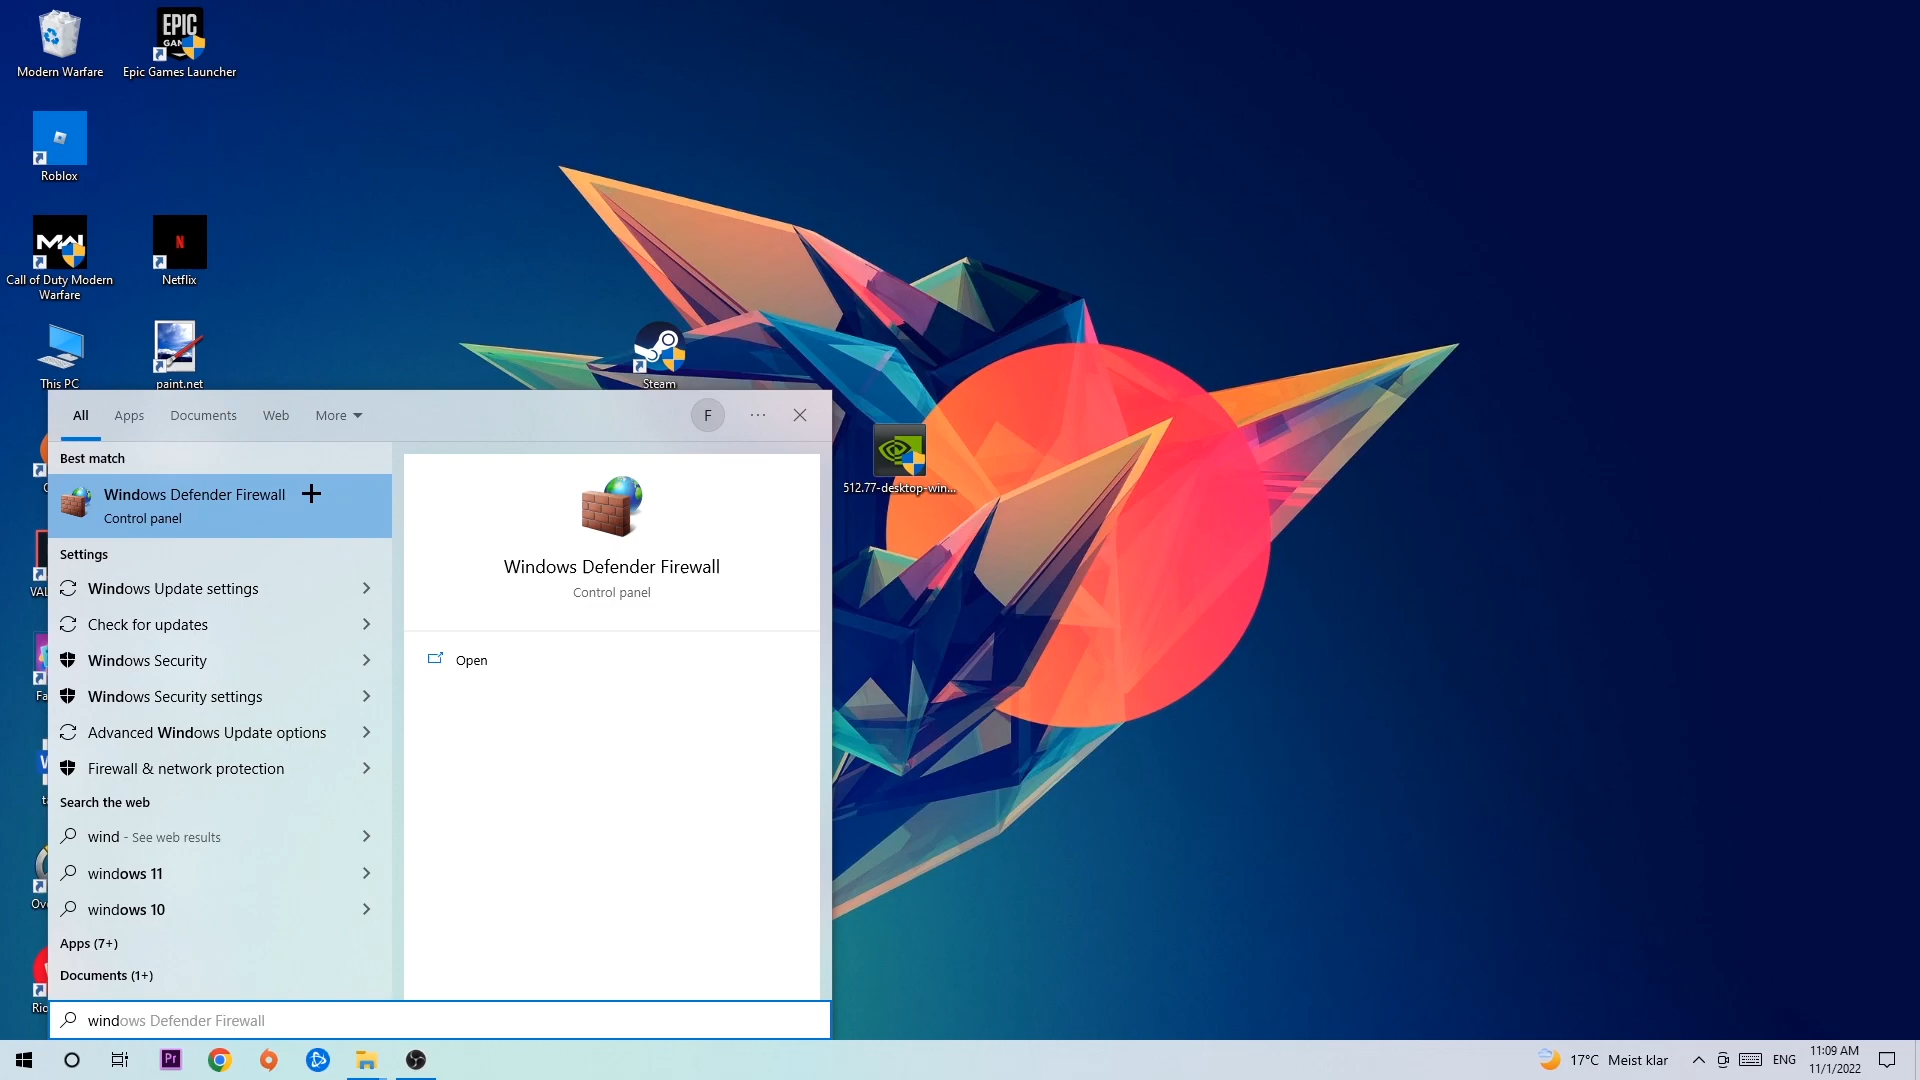 Modern Warfare
EPIC
GAMES
Epic Games Launcher
Roblox
MW
Call of Duty Modern
Warfare
N
Netflix
This PC
paint.net
Steam
512.77-desktop-win...
All Apps Documents Web More
F
Best match
Windows Defender Firewall
Control panel
Settings
Windows Update settings
Check for updates
Windows Security
Windows Security settings
Advanced Windows Update options
Firewall & network protection
Search the web
wind - See web results
windows 11
windows 10
Apps (7+)
Documents (1+)
Windows Defender Firewall
Control panel
Open
windows Defender Firewall
Pr
17°C Meist klar
ENG
11:09 AM
11/1/2022